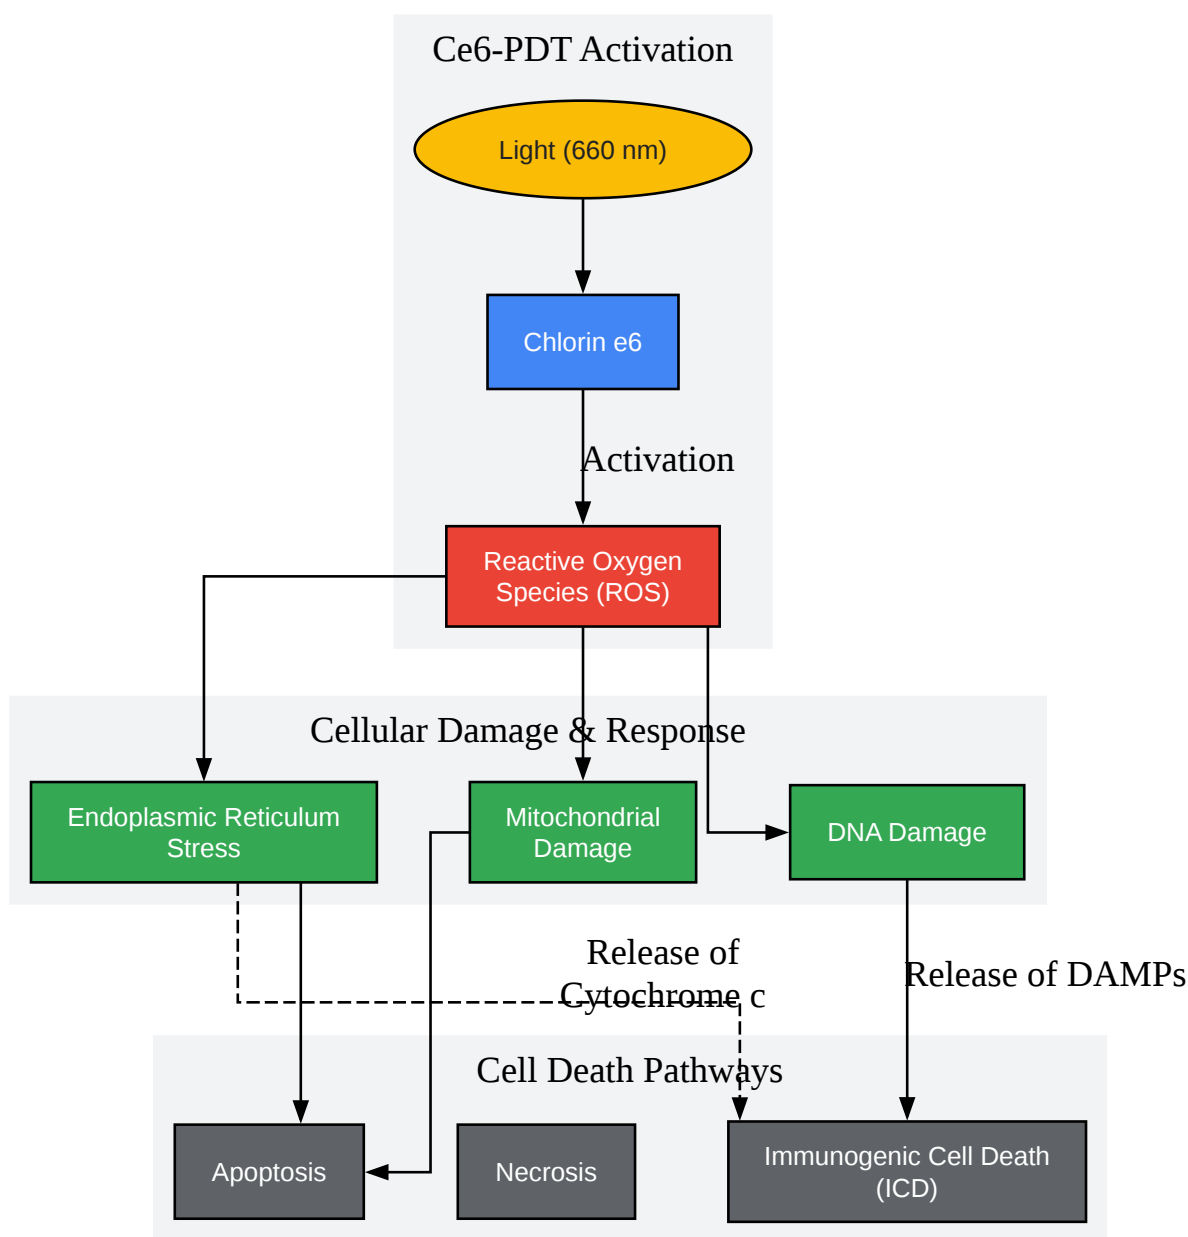 Ce6-PDT Activation
Light (660 nm)
Chlorin e6
Activation
Reactive Oxygen
Species (ROS)
Cellular Damage & Response
Endoplasmic Reticulum
Stress
Mitochondrial
Damage
DNA Damage
Release of
Cytochrome c
Release of DAMPs
Cell Death Pathways
Apoptosis
Necrosis
Immunogenic Cell Death
(ICD)